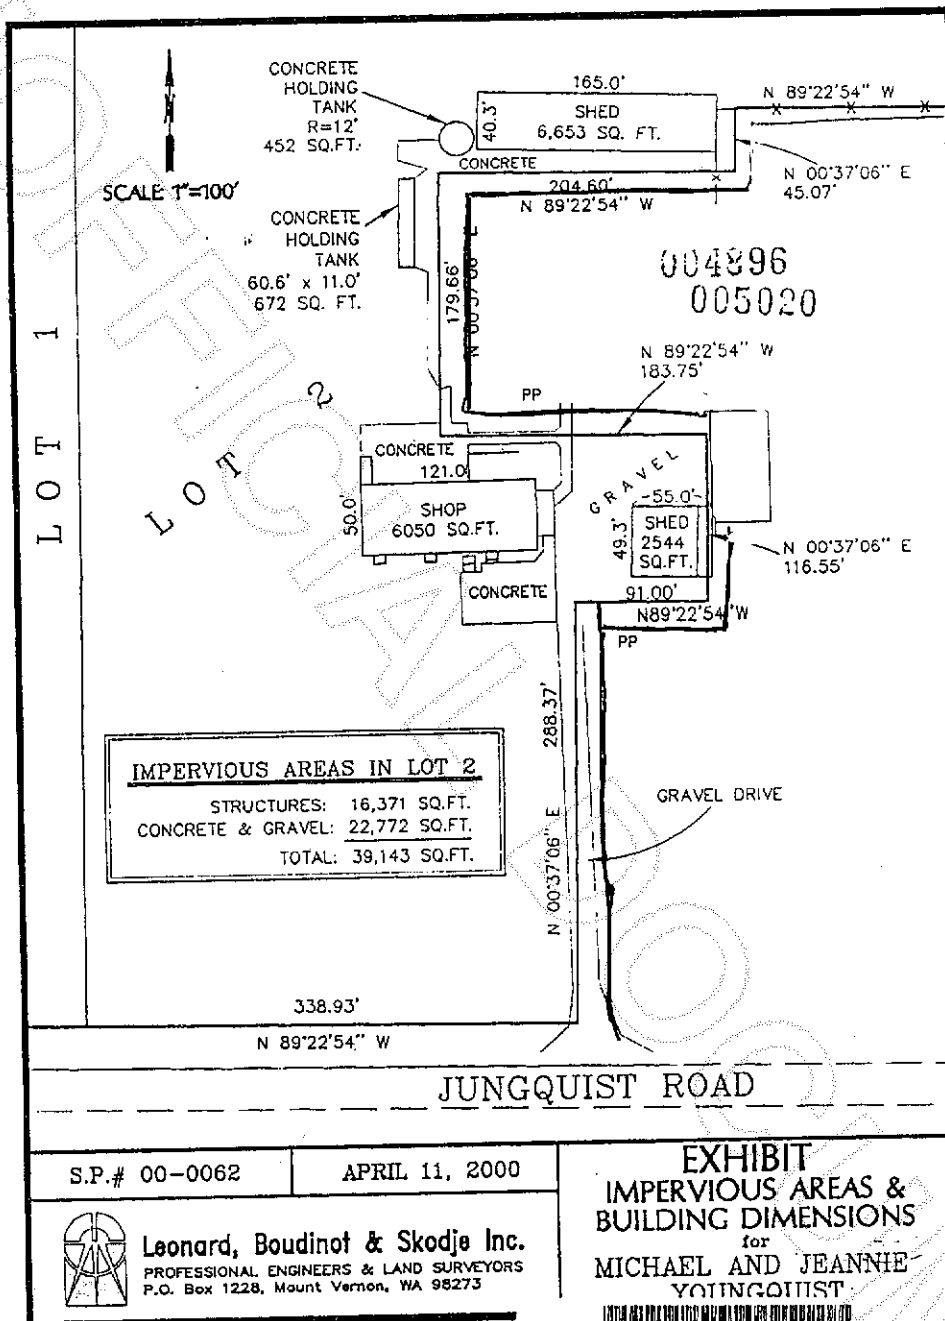 CONCRETE
HOLDING
TANK
R=12'
452 SQ.FT.
165.0'
40.3'
SHED
6,653 SQ. FT.
N 89°22'54" W
N
SCALE 1"=100'
CONCRETE
N 00°37'06" E
45.07'
204.60'
N 89°22'54" W
CONCRETE
HOLDING
TANK
60.6' x 11.0'
672 SQ. FT.
179.66'
N 00°37'06" E
004896
005020
N 89°22'54" W
183.75'
PP
LOT 1
LOT 2
CONCRETE
121.0
50.0'
SHOP
6050 SQ.FT.
GRAVEL
-55.0'-
49.3'
SHED
2544
SQ.FT.
N 00°37'06" E
116.55'
CONCRETE
91.00'
N89°22'54"W
PP
288.37'
N 00°37'06" E
IMPERVIOUS AREAS IN LOT 2
STRUCTURES: 16,371 SQ.FT.
CONCRETE & GRAVEL: 22,772 SQ.FT.
TOTAL: 39,143 SQ.FT.
GRAVEL DRIVE
338.93'
N 89°22'54" W
JUNGQUIST ROAD
S.P.# 00-0062
APRIL 11, 2000
EXHIBIT
IMPERVIOUS AREAS &
BUILDING DIMENSIONS
for
MICHAEL AND JEANNIE
YOUNGQUIST
Leonard, Boudinot & Skodje Inc.
PROFESSIONAL ENGINEERS & LAND SURVEYORS
P.O. Box 1228, Mount Vernon, WA 98273